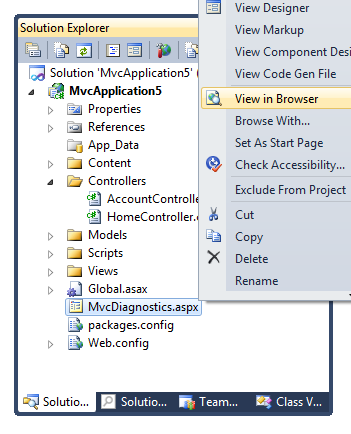 Solution Explorer
Solution 'MvcApplication5' (
MvcApplication5
Properties
References
App_Data
Content
Controllers
AccountControlle
HomeController.
Models
Scripts
Views
Global.asax
MvcDiagnostics.aspx
packages.config
Web.config
View Designer
View Markup
View Component Desi
View Code Gen File
View in Browser
Browse With...
Set As Start Page
Check Accessibility...
Exclude From Project
Cut
Copy
Delete
Rename
Solutio...
Solutio...
Team...
Class V...